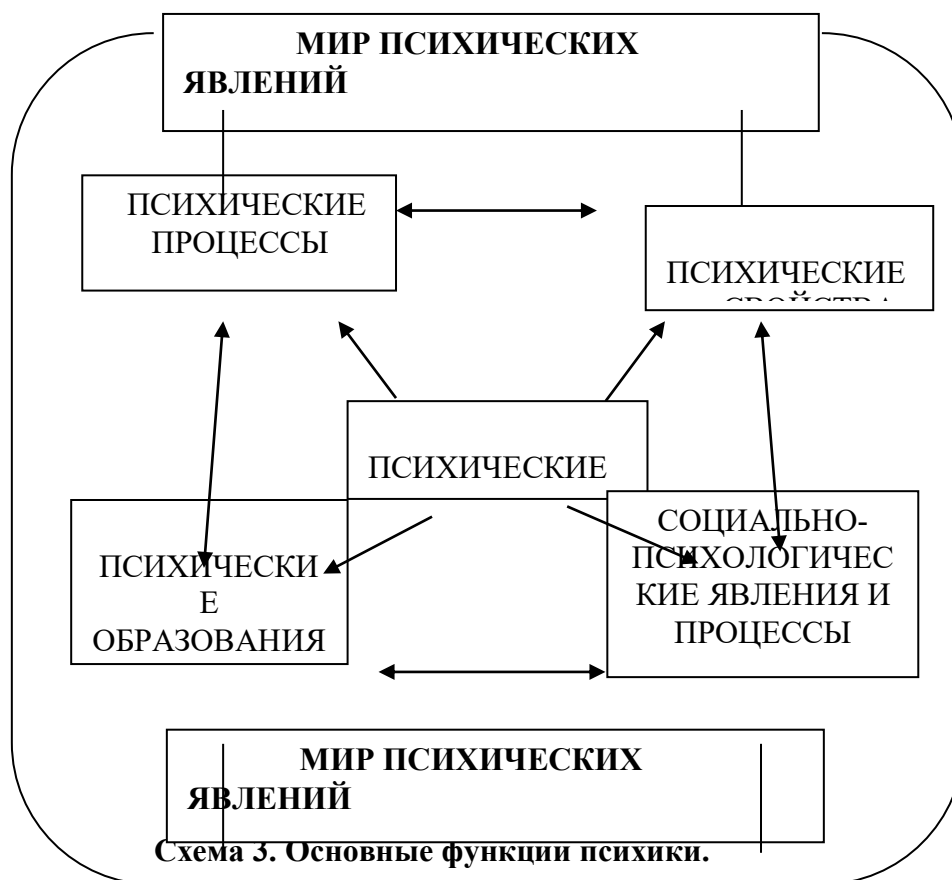 МИР ПСИХИЧЕСКИХ
ЯВЛЕНИЙ
ПСИХИЧЕСКИЕ
ПРОЦЕССЫ
ПСИХИЧЕСКИЕ
СВОЙСТВА
ПСИХИЧЕСКИЕ
ПСИХИЧЕСКИ
Е
ОБРАЗОВАНИЯ
СОЦИАЛЬНО-
ПСИХОЛОГИЧЕС
КИЕ ЯВЛЕНИЯ И
ПРОЦЕССЫ
МИР ПСИХИЧЕСКИХ
ЯВЛЕНИЙ
Схема 3. Основные функции психики.